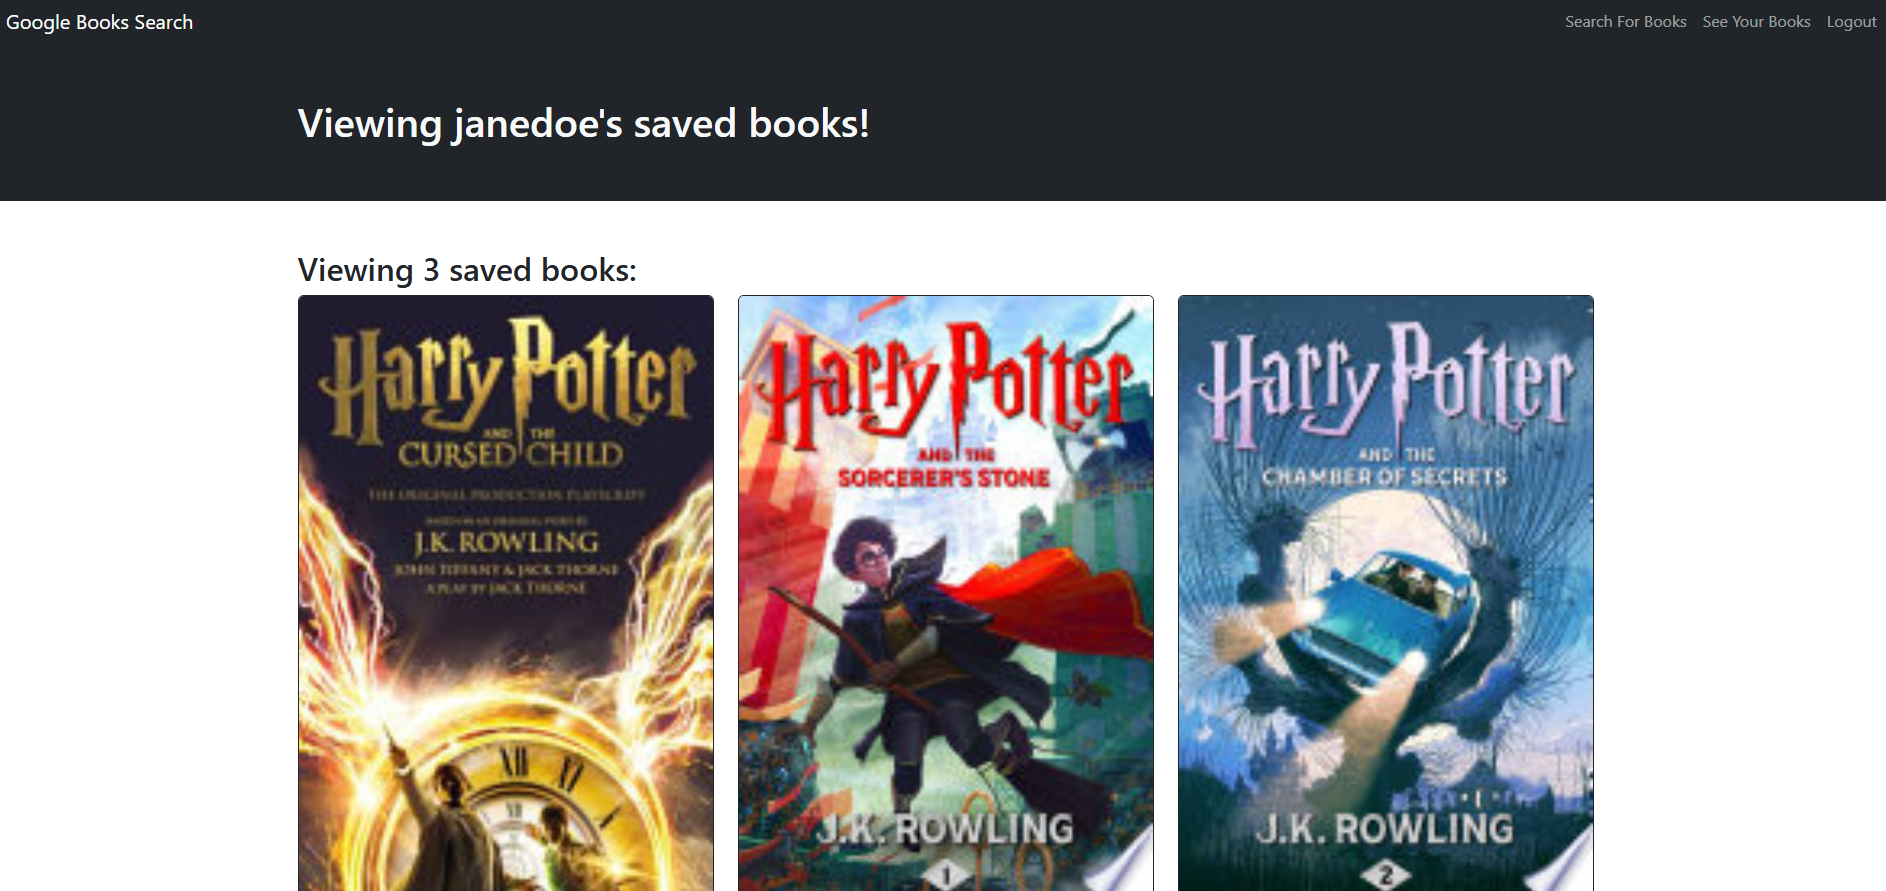 Google Books Search
Search For Books See Your Books Logout
Viewing janedoe's saved books!
Viewing 3 saved books:
Harry Potter
AND THE
CURSED CHILD
THE ORIGINAL PRODUCTION PLAYSCRIPT
BASED ON AN ORIGINAL STORY BY
J.K. ROWLING
JOHN TIFFANY & JACK THORNE
A PLAY BY JACK THORNE
XII XI I
XII
Harry Potter
AND THE
SORCERER'S STONE
J.K. ROWLING
1
Harry Potter
AND THE
CHAMBER OF SECRETS
J.K. ROWLING
2